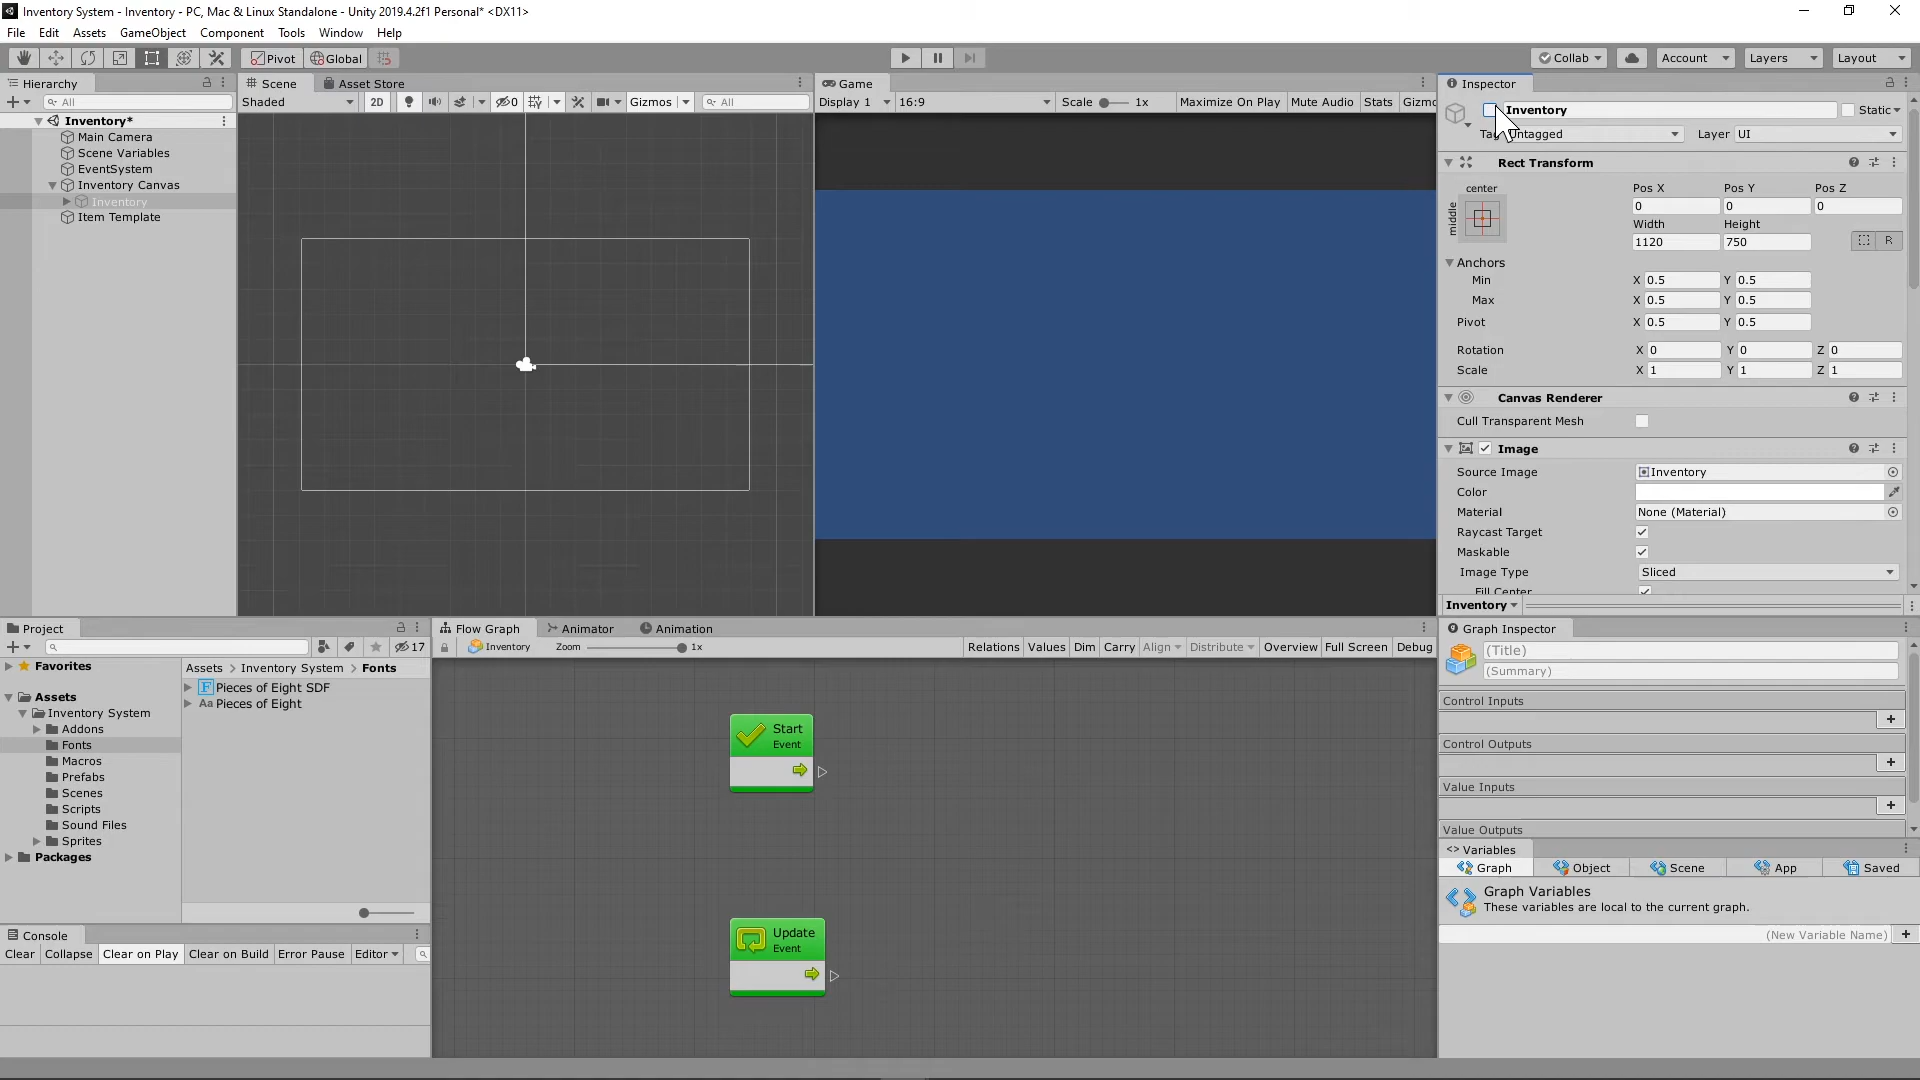 Inventory System - Inventory - PC, Mac & Linux Standalone - Unity 2019.4.2f1 Personal* <DX11>
File Edit Assets GameObject Component Tools Window Help
Pivot Global Collab Account Layers Layout
Hierarchy
All
Inventory*
Main Camera
Scene Variables
EventSystem
Inventory Canvas
Inventory
Item Template
Scene Asset Store
Shaded 2D 0 Gizmos All
Game
Display 1 16:9 Scale 1x Maximize On Play Mute Audio Stats Gizmo
Inspector
Inventory Static
Untagged Layer UI
Rect Transform
center
middle
Pos X Pos Y Pos Z
0 0 0
Width Height
1120 750 R
Anchors
Min X 0.5 Y 0.5
Max X 0.5 Y 0.5
Pivot X 0.5 Y 0.5
Rotation X 0 Y 0 Z 0
Scale X 1 Y 1 Z 1
Canvas Renderer
Cull Transparent Mesh
Image
Source Image Inventory
Color
Material None (Material)
Raycast Target
Maskable
Image Type Sliced
Fill Center
Inventory
Project
17
Favorites
Assets
Inventory System
Addons
Fonts
Macros
Prefabs
Scenes
Scripts
Sound Files
Sprites
Packages
Assets > Inventory System > Fonts
Pieces of Eight SDF
Aa Pieces of Eight
Console
Clear Collapse Clear on Play Clear on Build Error Pause Editor
Flow Graph Animator Animation
Inventory Zoom 1x Relations Values Dim Carry Align Distribute Overview Full Screen Debug
Start
Event
Update
Event
Graph Inspector
(Title)
(Summary)
Control Inputs
Control Outputs
Value Inputs
Value Outputs
<> Variables
Graph Object Scene App Saved
Graph Variables
These variables are local to the current graph.
(New Variable Name)